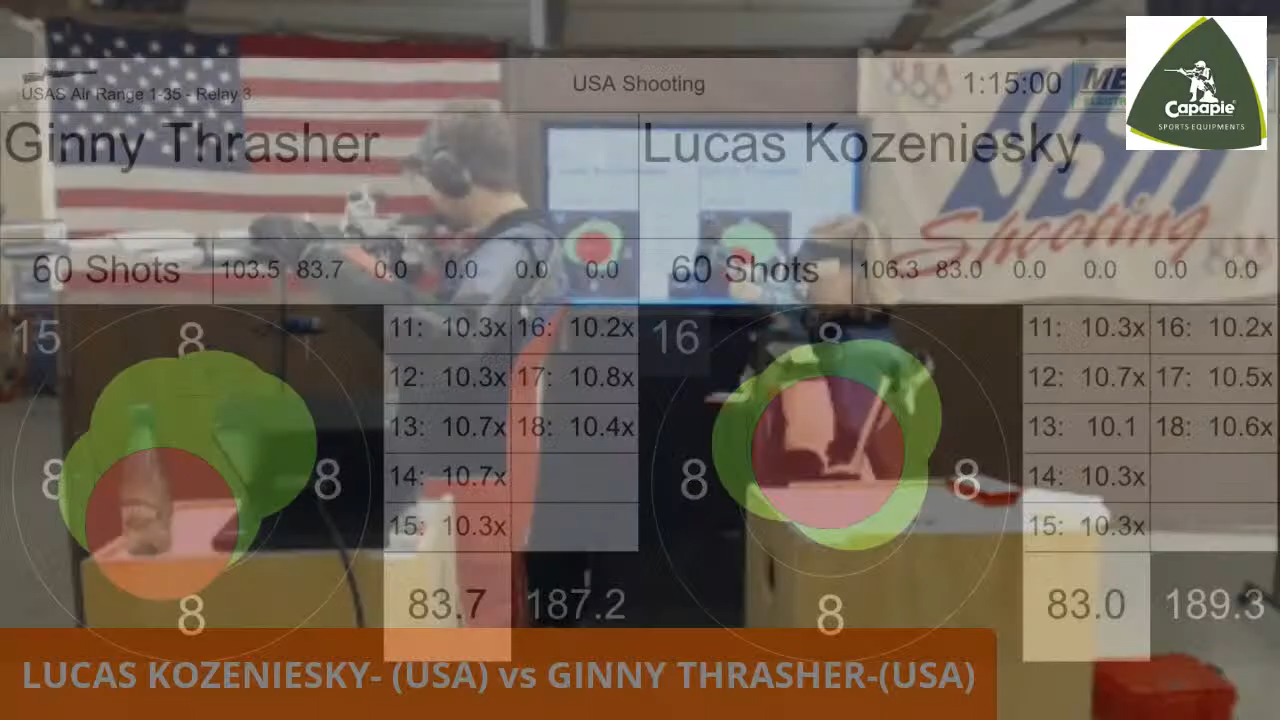 USAS Air Range 1-35 - Relay 3
USA Shooting
1:15:00
Capapie
SPORTS EQUIPMENTS
Ginny Thrasher
Lucas Kozeniesky
60 Shots 103.5 83.7 0.0 0.0 0.0 0.0
60 Shots 106.3 83.0 0.0 0.0 0.0 0.0
15 8
8 8
8
11: 10.3x 16: 10.2x
12: 10.3x 17: 10.8x
13: 10.7x 18: 10.4x
14: 10.7x
15: 10.3x
83.7 187.2
16 8
8 8
8
11: 10.3x 16: 10.2x
12: 10.7x 17: 10.5x
13: 10.1 18: 10.6x
14: 10.3x
15: 10.3x
83.0 189.3
USA
Shooting
LUCAS KOZENIESKY- (USA) vs GINNY THRASHER-(USA)